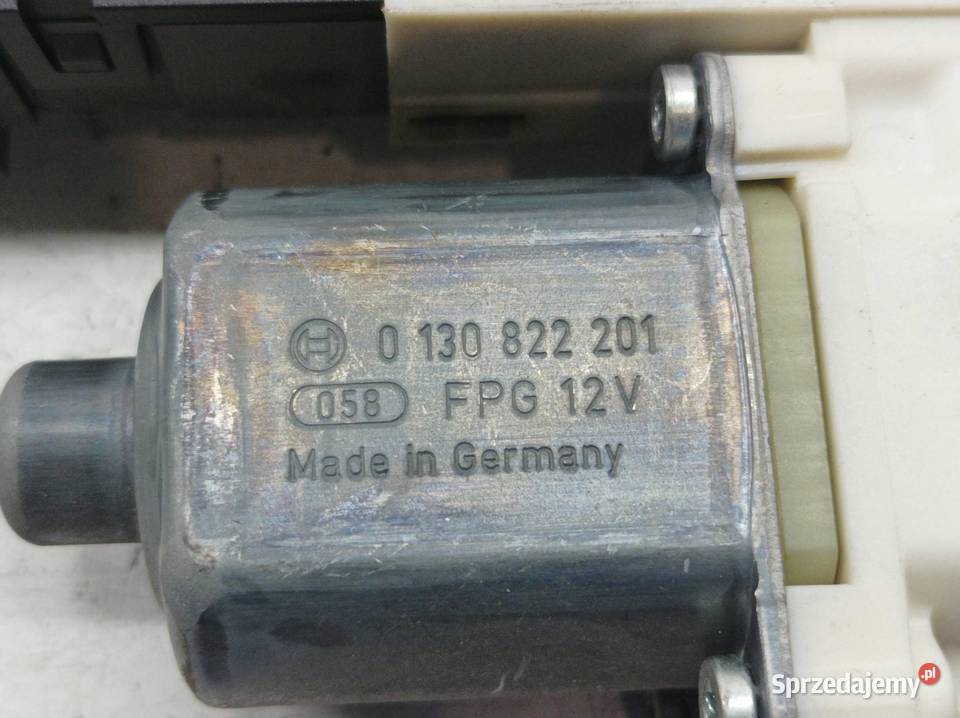 0 130 822 201
058 FPG 12V
Made in Germany
Sprzedajemy.pl